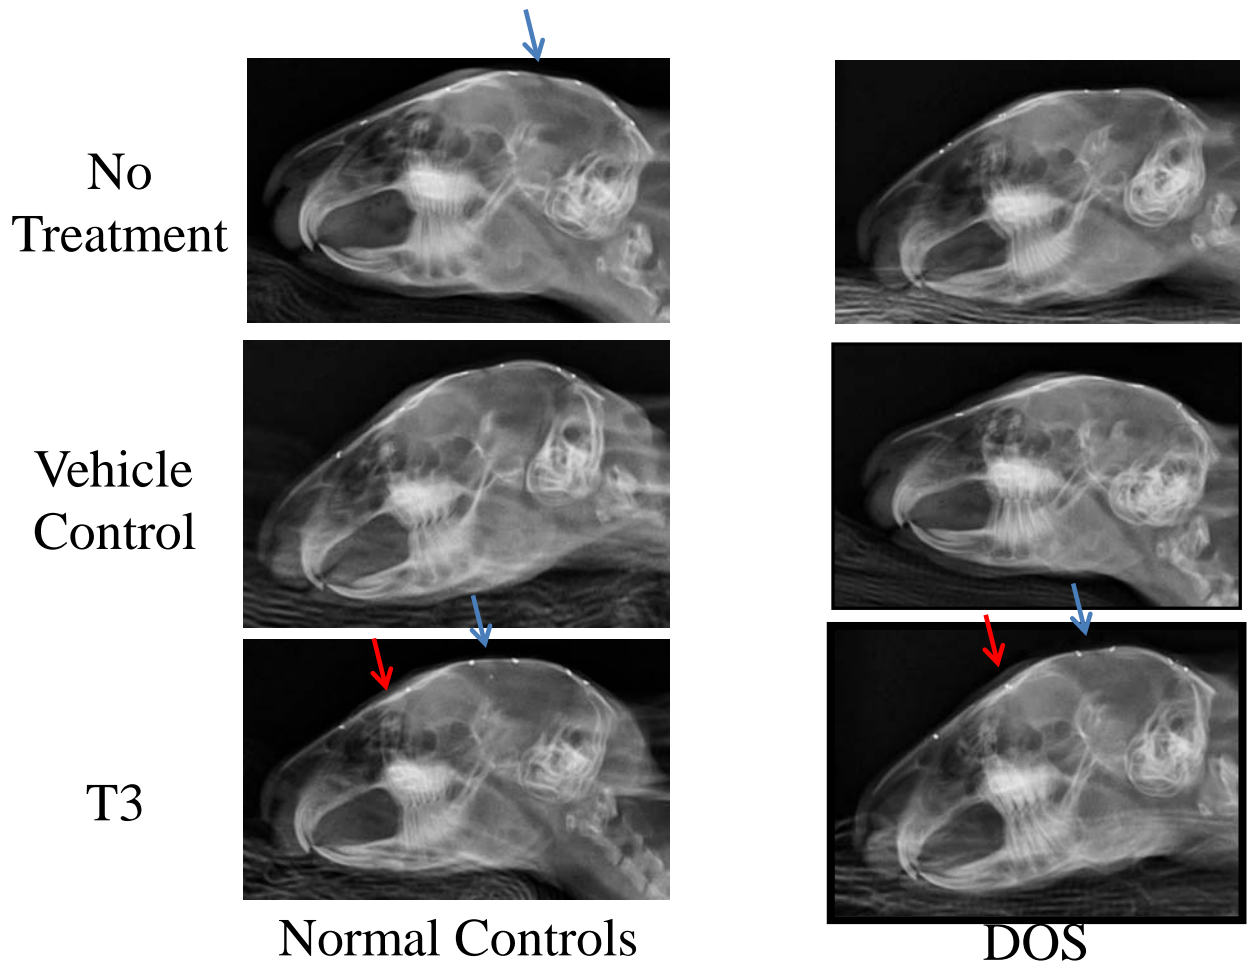 No
Treatment
Vehicle
Control
T3
Normal Controls
DOS